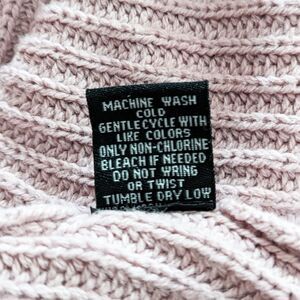 MACHINE WASH
COLD
GENTLE CYCLE WITH
LIKE COLORS
ONLY NON-CHLORINE
BLEACH IF NEEDED
DO NOT WRING
OR TWIST
TUMBLE DRY LOW